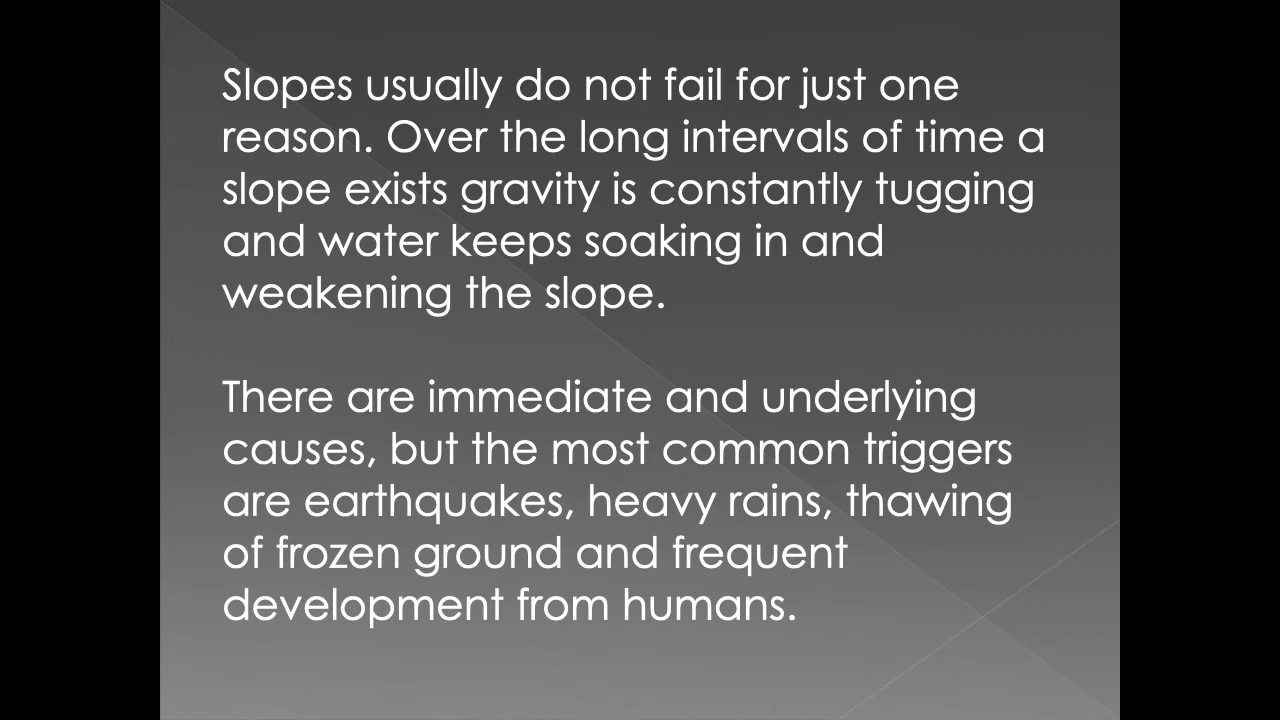 Slopes usually do not fail for just one
reason. Over the long intervals of time a
slope exists gravity is constantly tugging
and water keeps soaking in and
weakening the slope.
There are immediate and underlying
causes, but the most common triggers
are earthquakes, heavy rains, thawing
of frozen ground and frequent
development from humans.